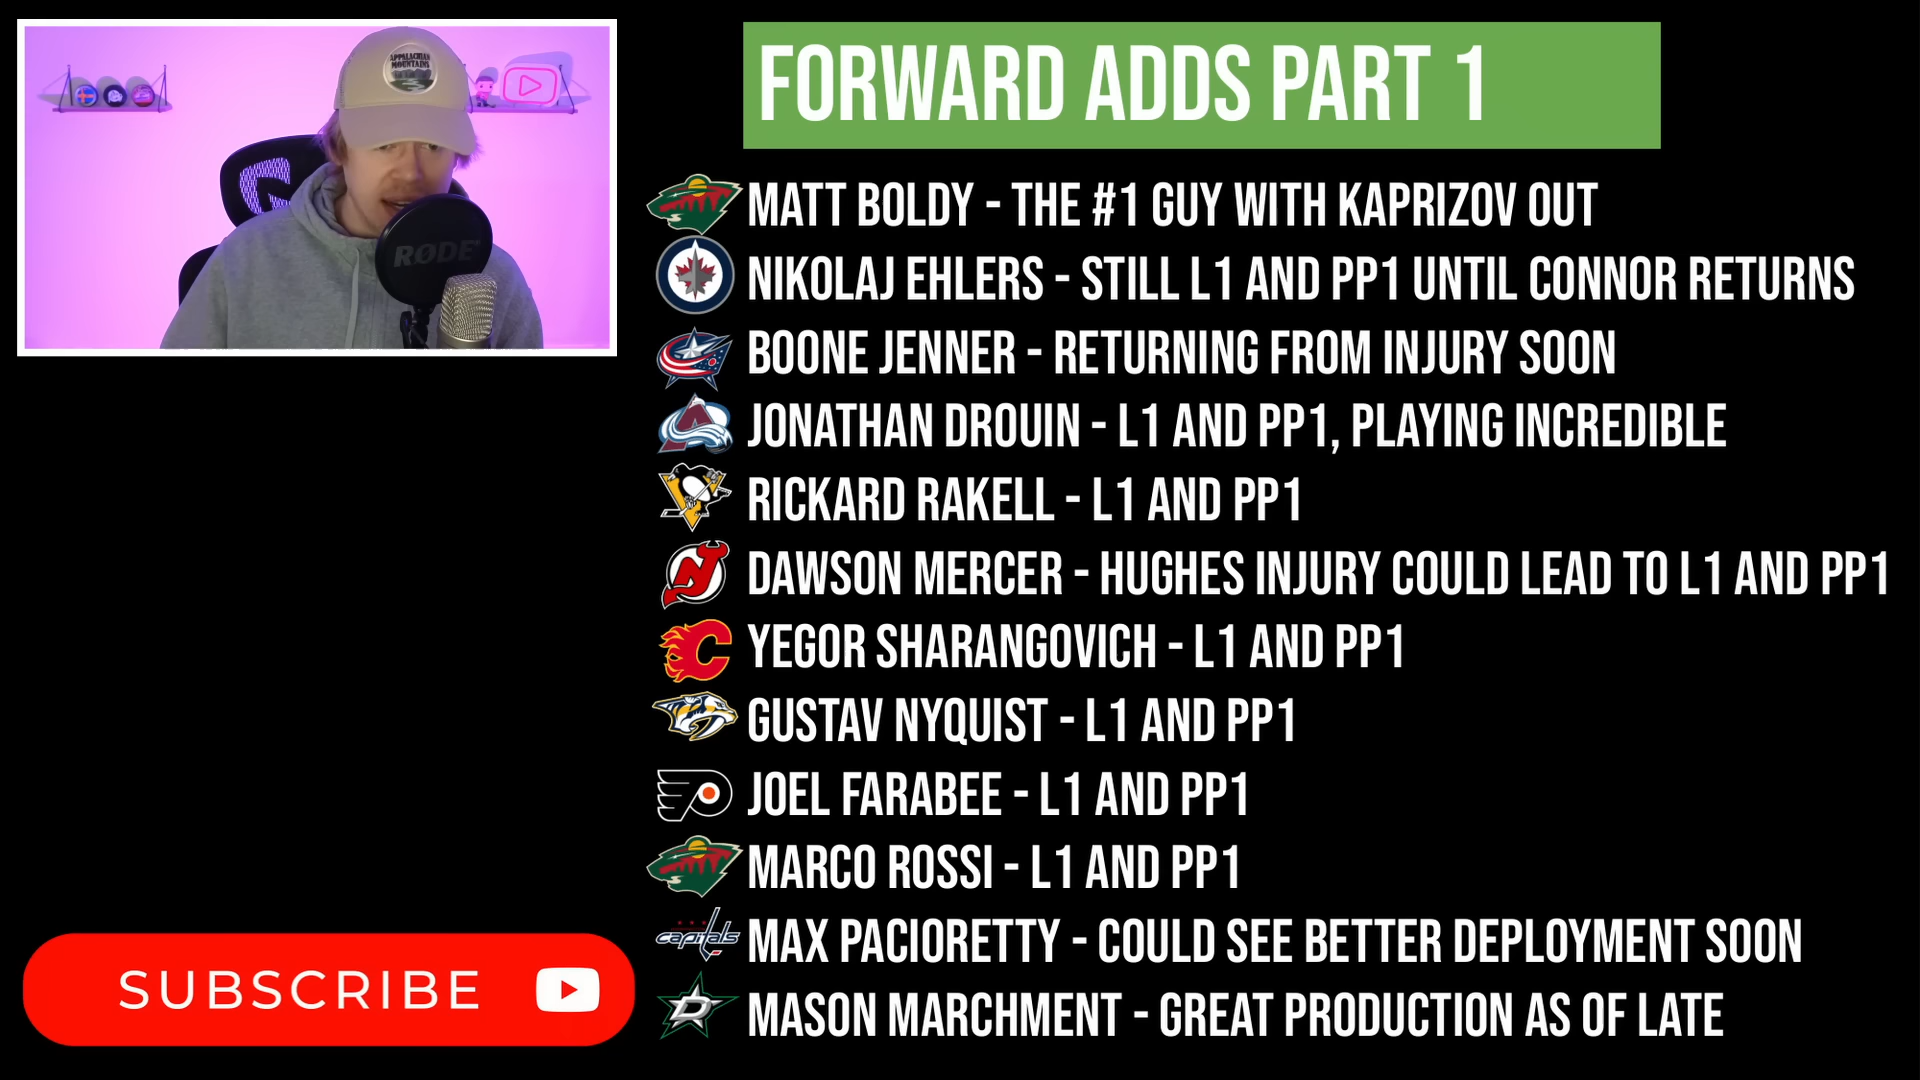 FORWARD ADDS PART 1
APPALACHIAN
MOUNTAINS
RØDE
MATT BOLDY - THE #1 GUY WITH KAPRIZOV OUT
NIKOLAJ EHLERS - STILL L1 AND PP1 UNTIL CONNOR RETURNS
BOONE JENNER - RETURNING FROM INJURY SOON
JONATHAN DROUIN - L1 AND PP1, PLAYING INCREDIBLE
RICKARD RAKELL - L1 AND PP1
DAWSON MERCER - HUGHES INJURY COULD LEAD TO L1 AND PP1
YEGOR SHARANGOVICH - L1 AND PP1
GUSTAV NYQUIST - L1 AND PP1
JOEL FARABEE - L1 AND PP1
MARCO ROSSI - L1 AND PP1
capitals
MAX PACIORETTY - COULD SEE BETTER DEPLOYMENT SOON
MASON MARCHMENT - GREAT PRODUCTION AS OF LATE
SUBSCRIBE